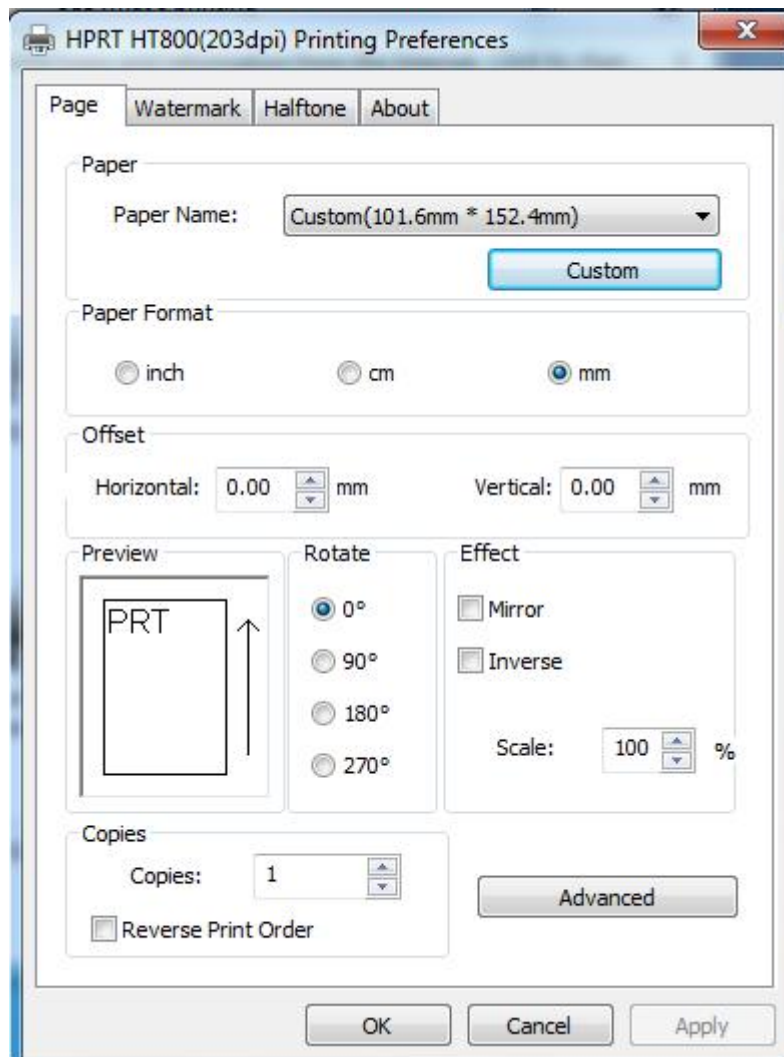 HPRT HT800(203dpi) Printing Preferences
Page Watermark Halftone About
Paper
Paper Name: Custom(101.6mm * 152.4mm)
Custom
Paper Format
inch cm mm
Offset
Horizontal: 0.00 mm Vertical: 0.00 mm
Preview Rotate Effect
PRT 0° Mirror
90° Inverse
180°
Scale: 100 %
270°
Copies
Copies: 1
Advanced
Reverse Print Order
OK Cancel Apply